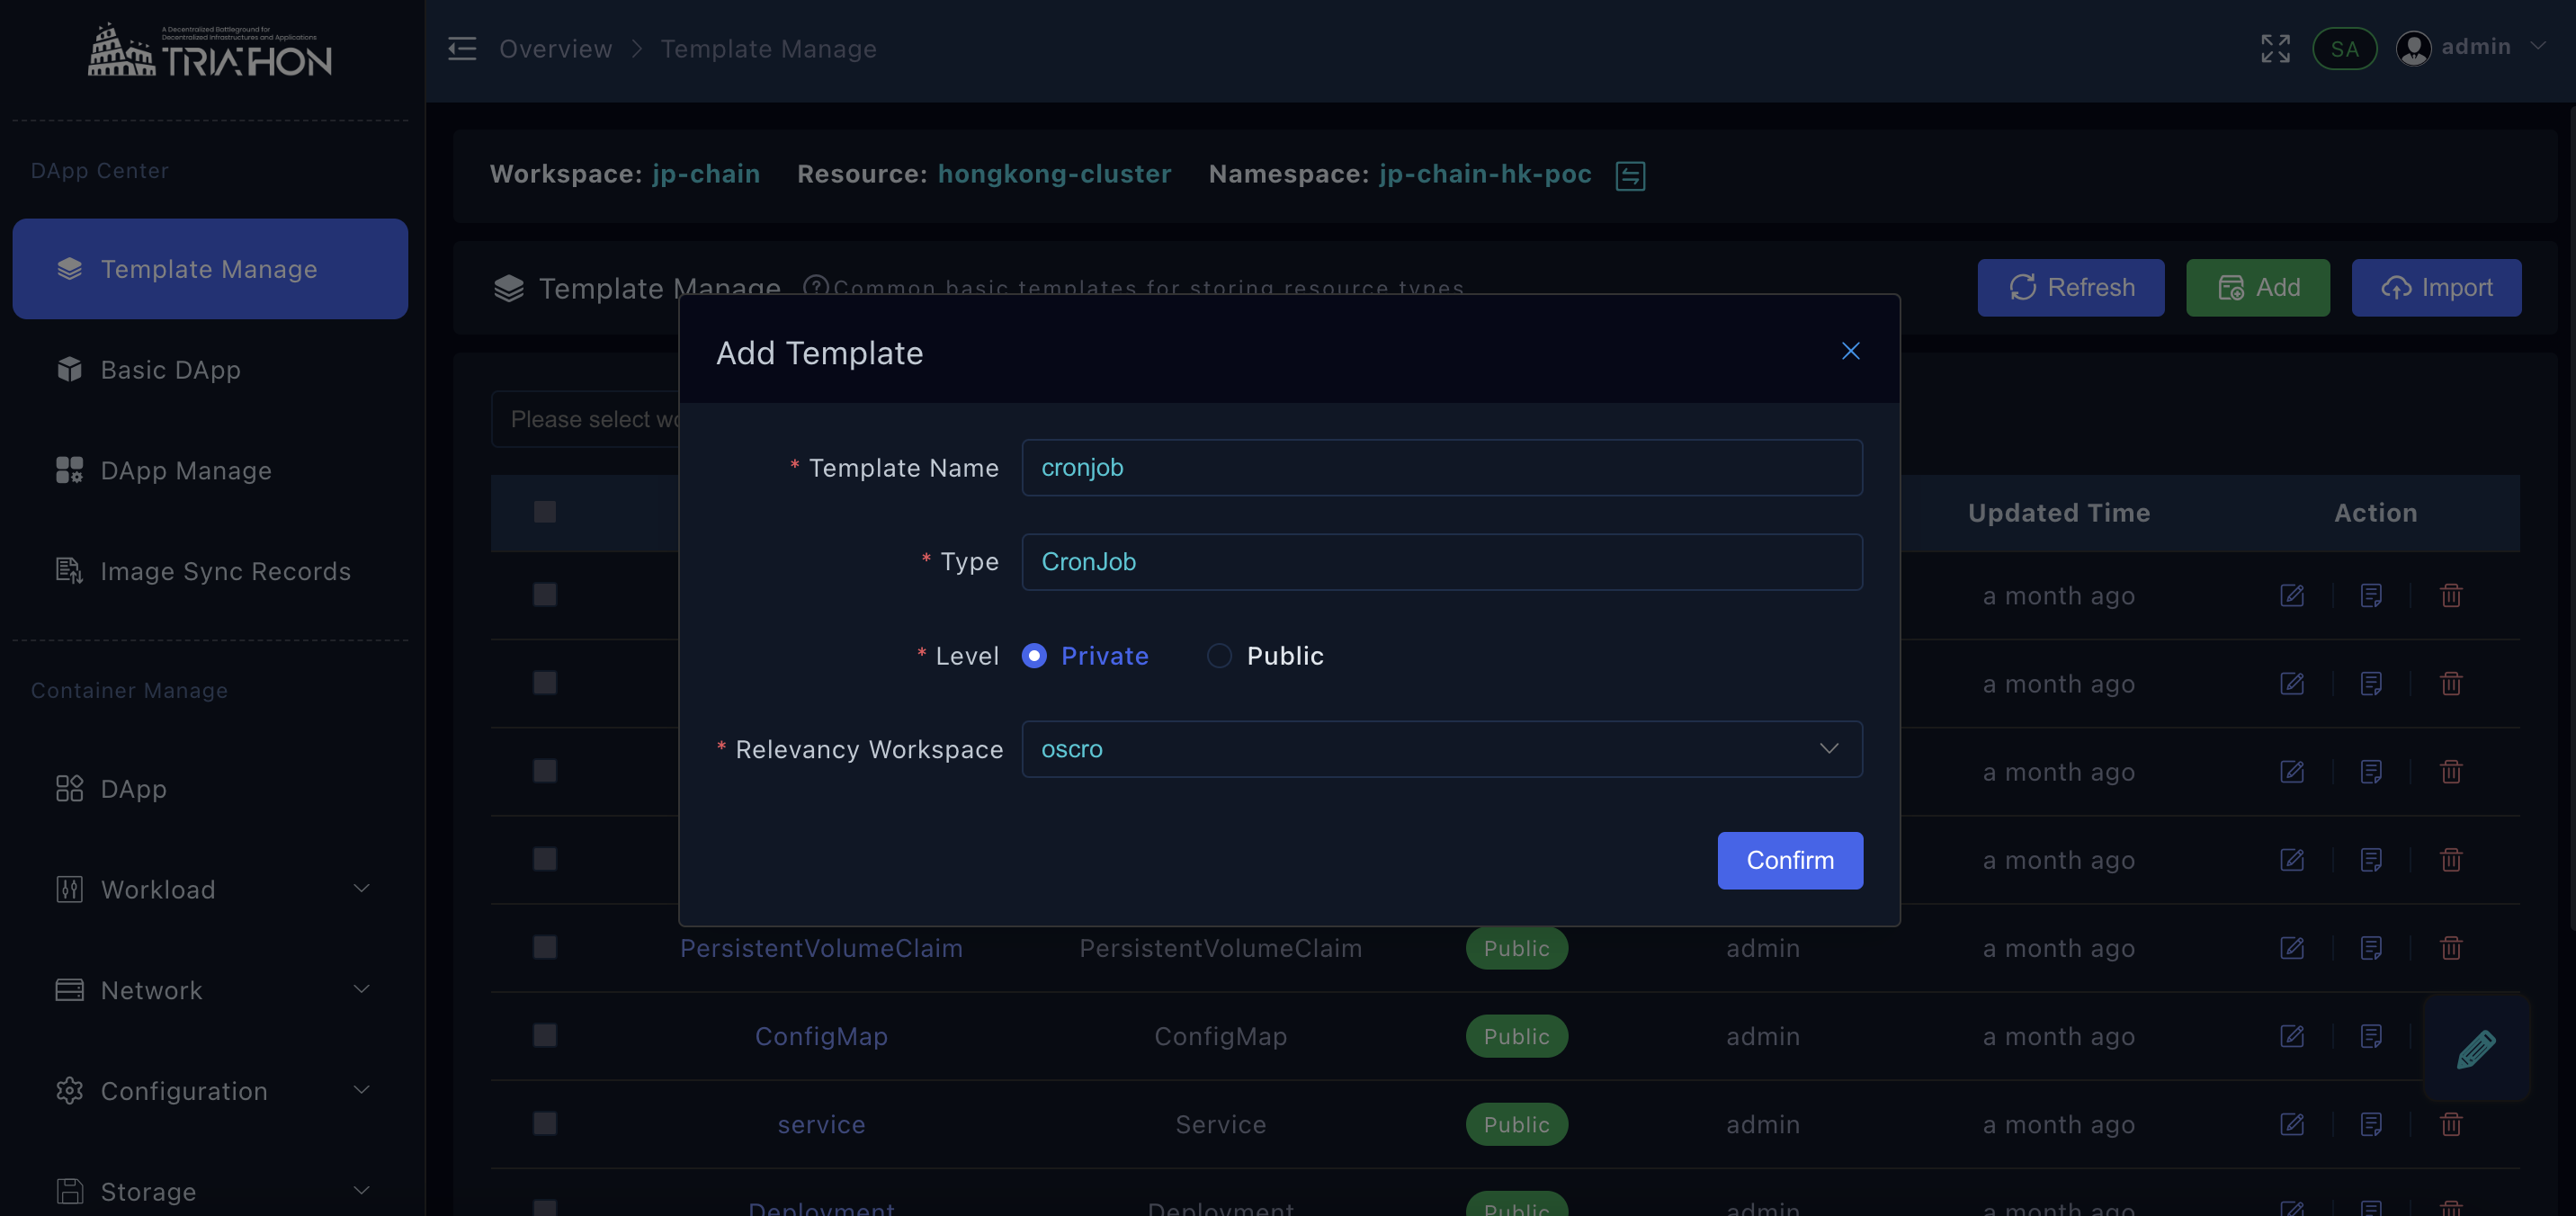 A Decentralized Battleground for
Decentralized Infrastructures and Applications
TRIATHON
Overview > Template Manage
SA
admin
DApp Center
Template Manage
Basic DApp
DApp Manage
Image Sync Records
Container Manage
DApp
Workload
Network
Configuration
Storage
Workspace: jp-chain Resource: hongkong-cluster Namespace: jp-chain-hk-poc
Template Manage Common basic templates for storing resource types
Refresh
Add
Import
Please select wo
Updated Time Action
a month ago
a month ago
a month ago
a month ago
PersistentVolumeClaim PersistentVolumeClaim Public admin a month ago
ConfigMap ConfigMap Public admin a month ago
service Service Public admin a month ago
Deployment Deployment Public admin a month ago
Add Template
* Template Name cronjob
* Type CronJob
* Level Private Public
* Relevancy Workspace oscro
Confirm